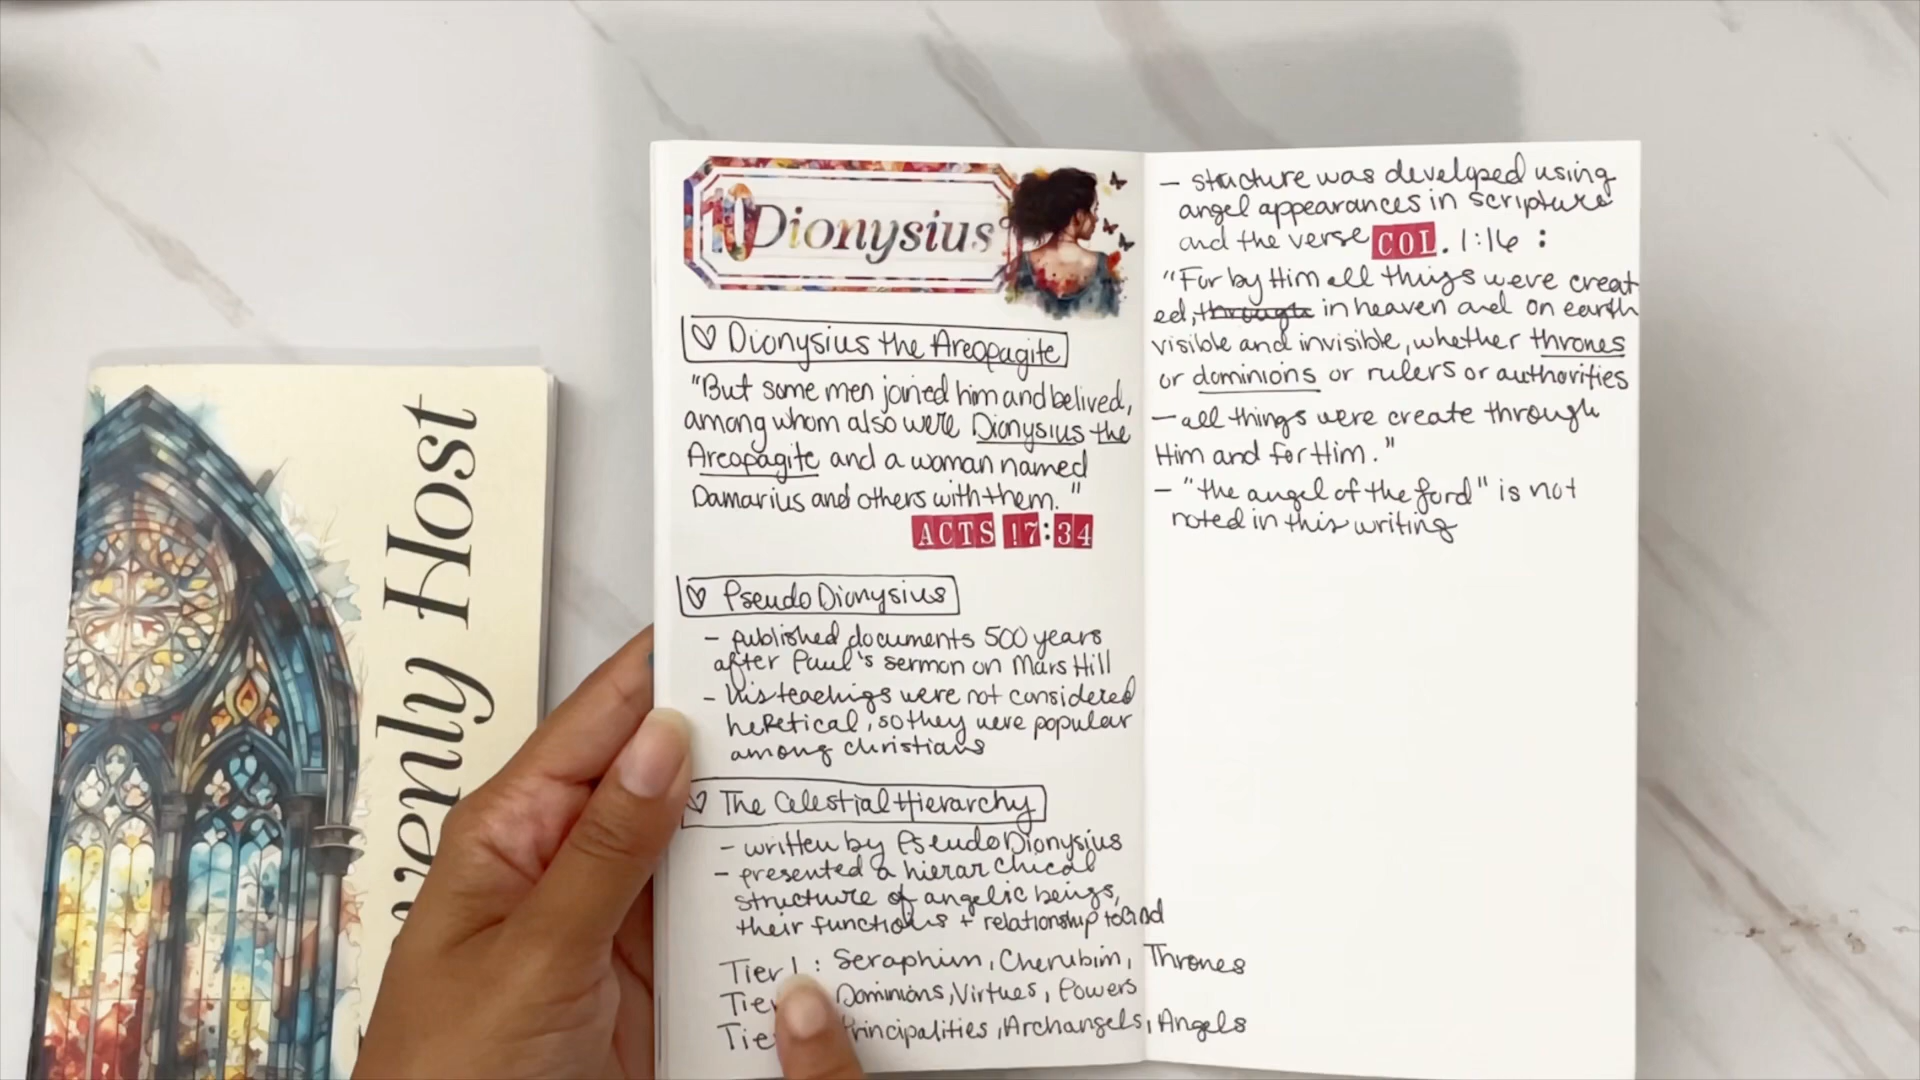 10 Dionysius
Dionysius the Areopagite
"But some men joined him and belived,
among whom also were Dionysius the
Areopagite and a woman named
Damarius and others with them."
ACTS 17:34
Pseudo Dionysius
- published documents 500 years
after Paul's sermon on Mars Hill
- his teachings were not considered
heretical, so they were popular
among christians
The Celestial Hierarchy
- written by Pseudo Dionysius
- presented a hierarchical
structure of angelic beings,
their functions + relationship to God
Tier 1: Seraphim, Cherubim, Thrones
Tier Dominions, Virtues, Powers
Tie Principalities, Archangels, Angels
- structure was developed using
angel appearances in scripture
and the verse COL. 1:16 :
"For by Him all things were creat
ed, through in heaven and on earth
visible and invisible, whether thrones
or dominions or rulers or authorities
- all things were create through
Him and for Him."
- "the angel of the Lord" is not
noted in this writing
venly Host